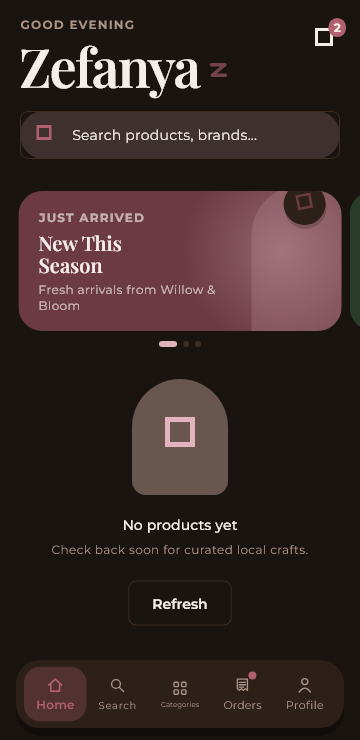 GOOD EVENING
2
Zefanya
Search products, brands...
JUST ARRIVED
New This
Season
Fresh arrivals from Willow &
Bloom
No products yet
Check back soon for curated local crafts.
Refresh
Home
Search
Categories
Orders
Profile